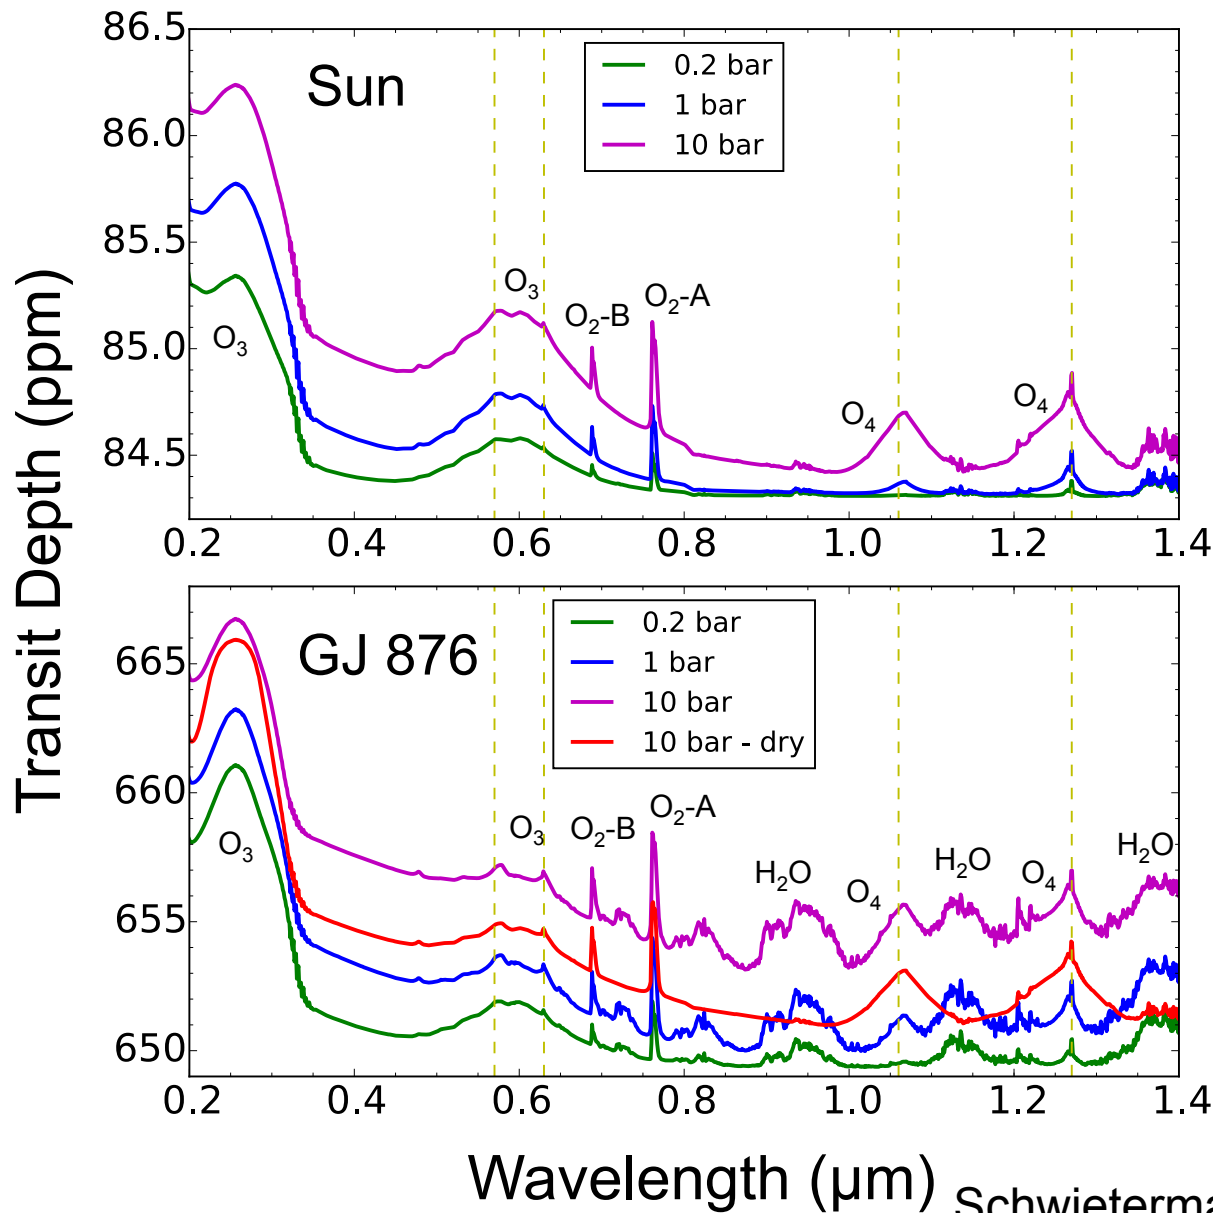 Transit Depth (ppm)
86.5
86.0
85.5
85.0
84.5
Sun
0.2 bar
1 bar
10 bar
O₃
O₃
O₂-B
O₂-A
O₄
O₄
0.2 0.4 0.6 0.8 1.0 1.2 1.4
665
660
655
650
GJ 876
0.2 bar
1 bar
10 bar
10 bar - dry
O₃
O₃
O₂-B
O₂-A
H₂O
O₄
H₂O
O₄
H₂O
0.2 0.4 0.6 0.8 1.0 1.2 1.4
Wavelength (μm)